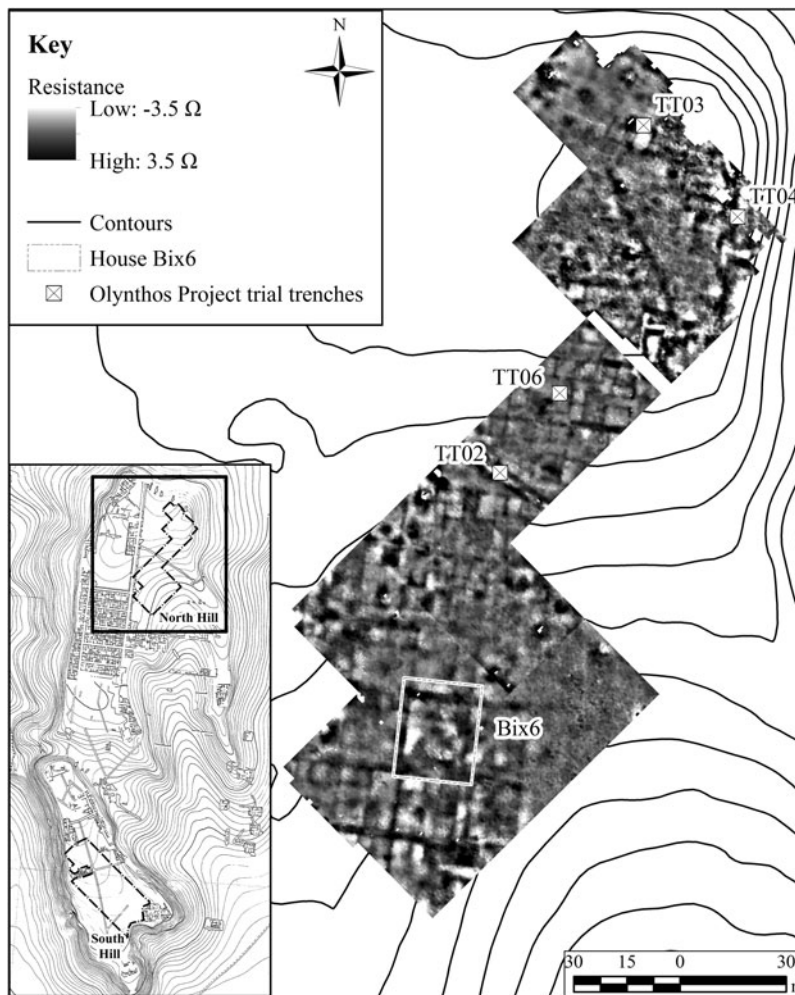 Key
N
Resistance
Low: -3.5 Ω
High: 3.5 Ω
Contours
House Bix6
Olynthos Project trial trenches
TT03
TT04
TT06
TT02
Bix6
North Hill
South
Hill
30 15 0 30
m